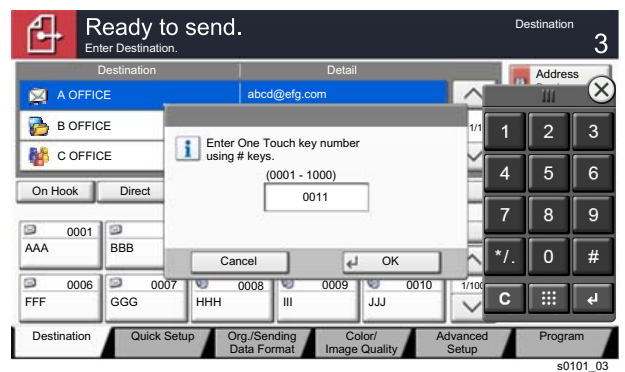 Ready to send.
Enter Destination.
Destination
3
Destination Detail
Address
A OFFICE abcd@efg.com
B OFFICE
1/1
C OFFICE
Enter One Touch key number
using # keys.
(0001 - 1000)
0011
Cancel
OK
On Hook
Direct
0001
AAA
BBB
0006
FFF
0007
GGG
0008
HHH
0009
III
0010
JJJ
1/100
1 2 3
4 5 6
7 8 9
*/. 0 #
C
Destination
Quick Setup
Org./Sending
Data Format
Color/
Image Quality
Advanced
Setup
Program
s0101_03